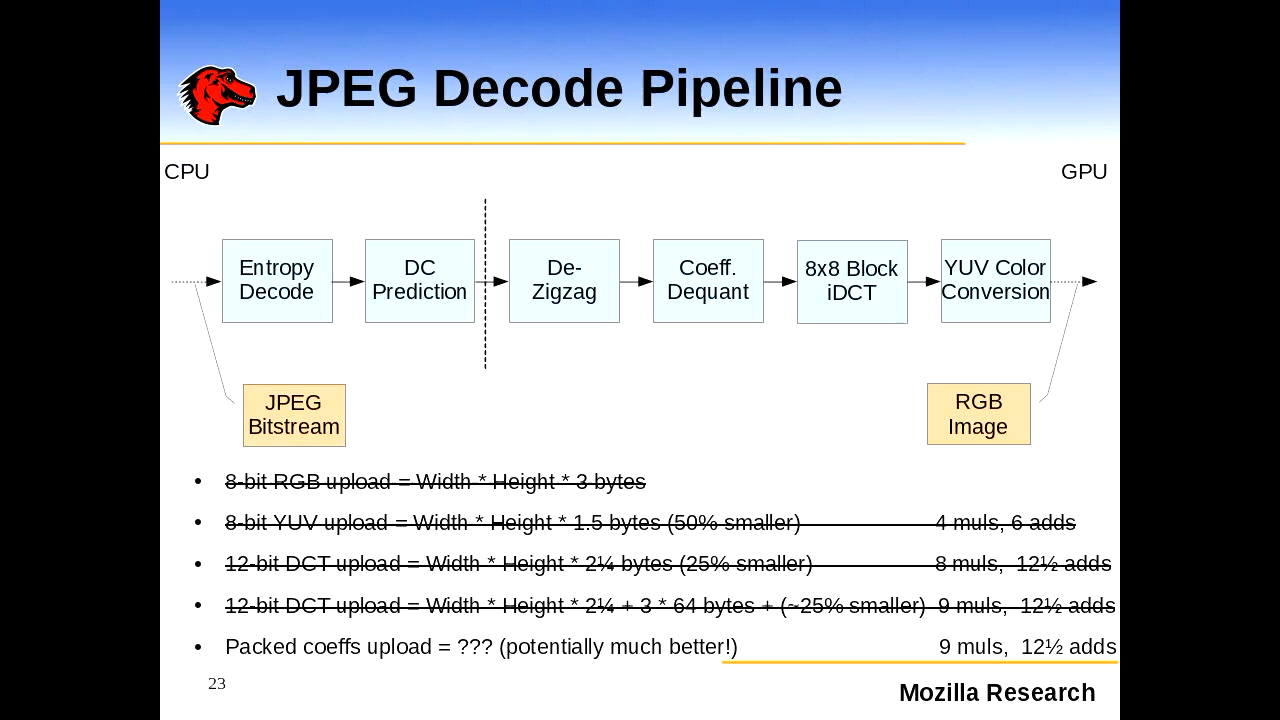 JPEG Decode Pipeline
CPU
GPU
Entropy
Decode
DC
Prediction
De-
Zigzag
Coeff.
Dequant
8x8 Block
iDCT
YUV Color
Conversion
JPEG
Bitstream
RGB
Image
• 8-bit RGB upload = Width * Height * 3 bytes
• 8-bit YUV upload = Width * Height * 1.5 bytes (50% smaller) 4 muls, 6 adds
• 12-bit DCT upload = Width * Height * 2¼ bytes (25% smaller) 8 muls, 12½ adds
• 12-bit DCT upload = Width * Height * 2¼ + 3 * 64 bytes + (~25% smaller) 9 muls, 12½ adds
• Packed coeffs upload = ??? (potentially much better!) 9 muls, 12½ adds
23
Mozilla Research